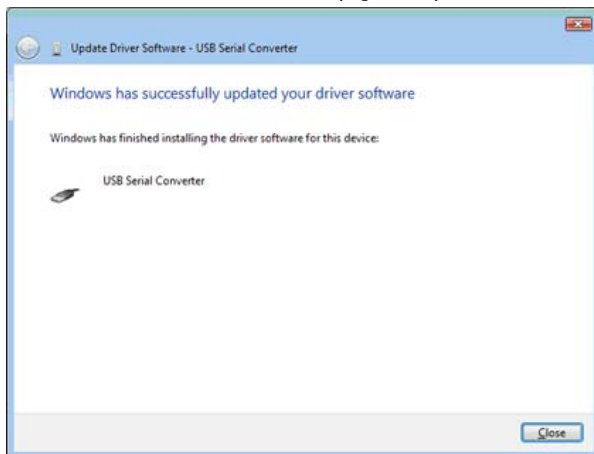 Update Driver Software - USB Serial Converter
Windows has successfully updated your driver software
Windows has finished installing the driver software for this device:
USB Serial Converter
Close